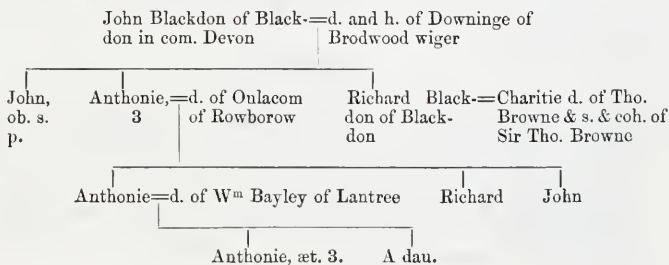 John Blackdon of Black-=d. and h. of Downinge of
don in com. Devon Brodwood wiger
John, Anthonie,=d. of Oulacom Richard Black-=Charitie d. of Tho.
ob. s. 3 of Rowborow don of Black- Browne & s. & coh. of
p. don Sir Tho. Browne
Anthonie=d. of Wm Bayley of Lantree Richard John
Anthonie, æt. 3. A dau.